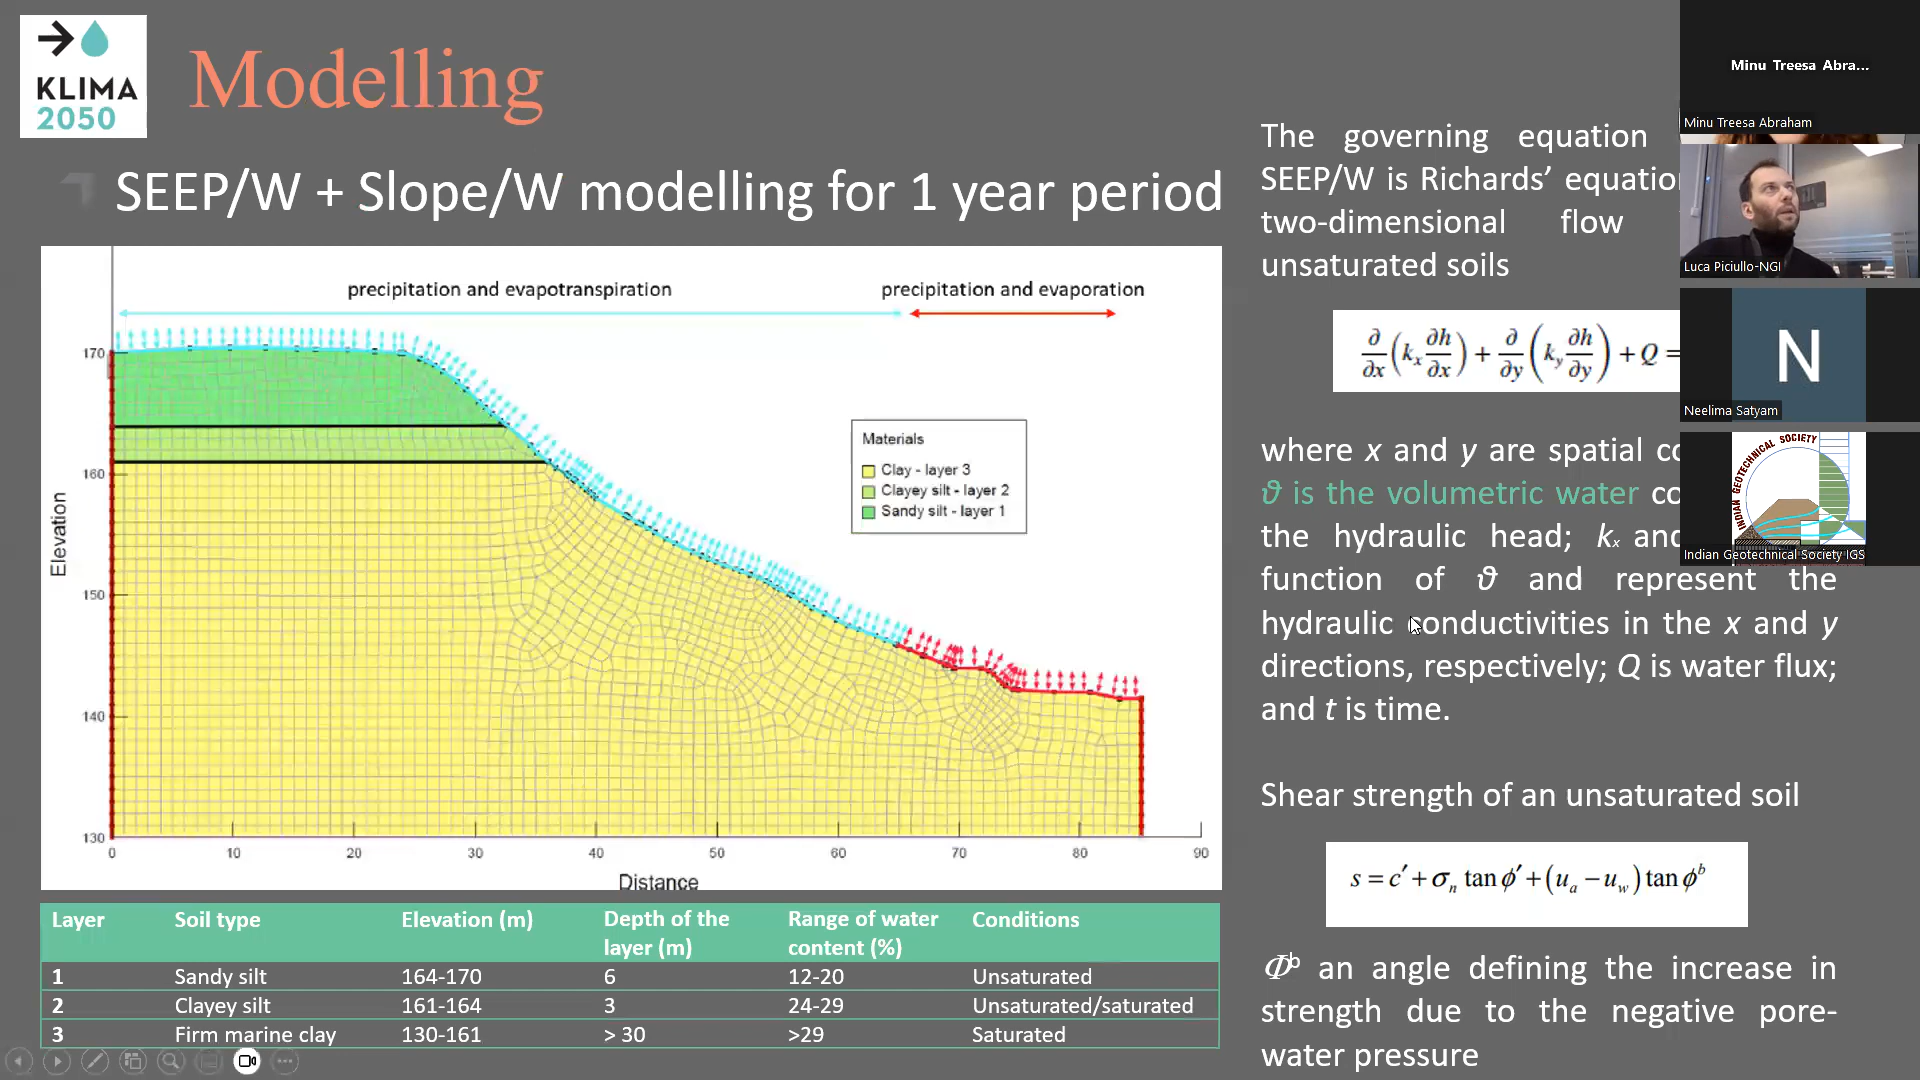 KLIMA
2050
Modelling
SEEP/W + Slope/W modelling for 1 year period
precipitation and evapotranspiration
precipitation and evaporation
170
160
150
140
130
Elevation
Materials
Clay - layer 3
Clayey silt - layer 2
Sandy silt - layer 1
0 10 20 30 40 50 60 70 80 90
Distance
Layer Soil type Elevation (m) Depth of the layer (m) Range of water content (%) Conditions
1 Sandy silt 164-170 6 12-20 Unsaturated
2 Clayey silt 161-164 3 24-29 Unsaturated/saturated
3 Firm marine clay 130-161 > 30 >29 Saturated
The governing equation
SEEP/W is Richards’ equation
two-dimensional flow
unsaturated soils
∂/∂x (kₓ ∂h/∂x) + ∂/∂y (k_y ∂h/∂y) + Q =
where x and y are spatial
ϑ is the volumetric water
the hydraulic head; kₓ and
function of ϑ and represent the
hydraulic conductivities in the x and y
directions, respectively; Q is water flux;
and t is time.
Shear strength of an unsaturated soil
s = c′ + σₙ tan ϕ′ + (uₐ − u_w) tan ϕᵇ
Φᵇ an angle defining the increase in
strength due to the negative pore-
water pressure
Minu Treesa Abra...
Minu Treesa Abraham
Luca Piciullo-NGI
N
Neelima Satyam
INDIAN GEOTECHNICAL SOCIETY
Indian Geotechnical Society IGS